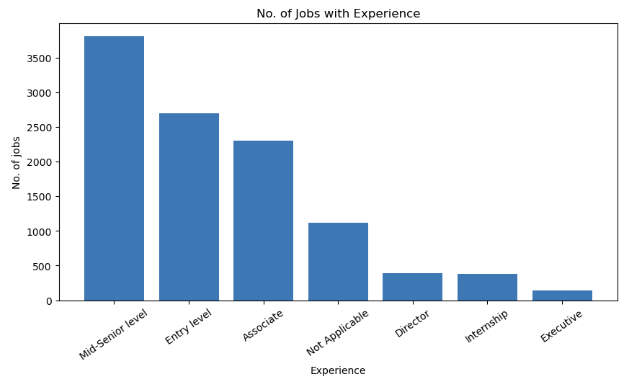 No. of Jobs with Experience
No. of jobs
3500
3000
2500
2000
1500
1000
500
0
Mid-Senior level
Entry level
Associate
Not Applicable
Director
Internship
Executive
Experience